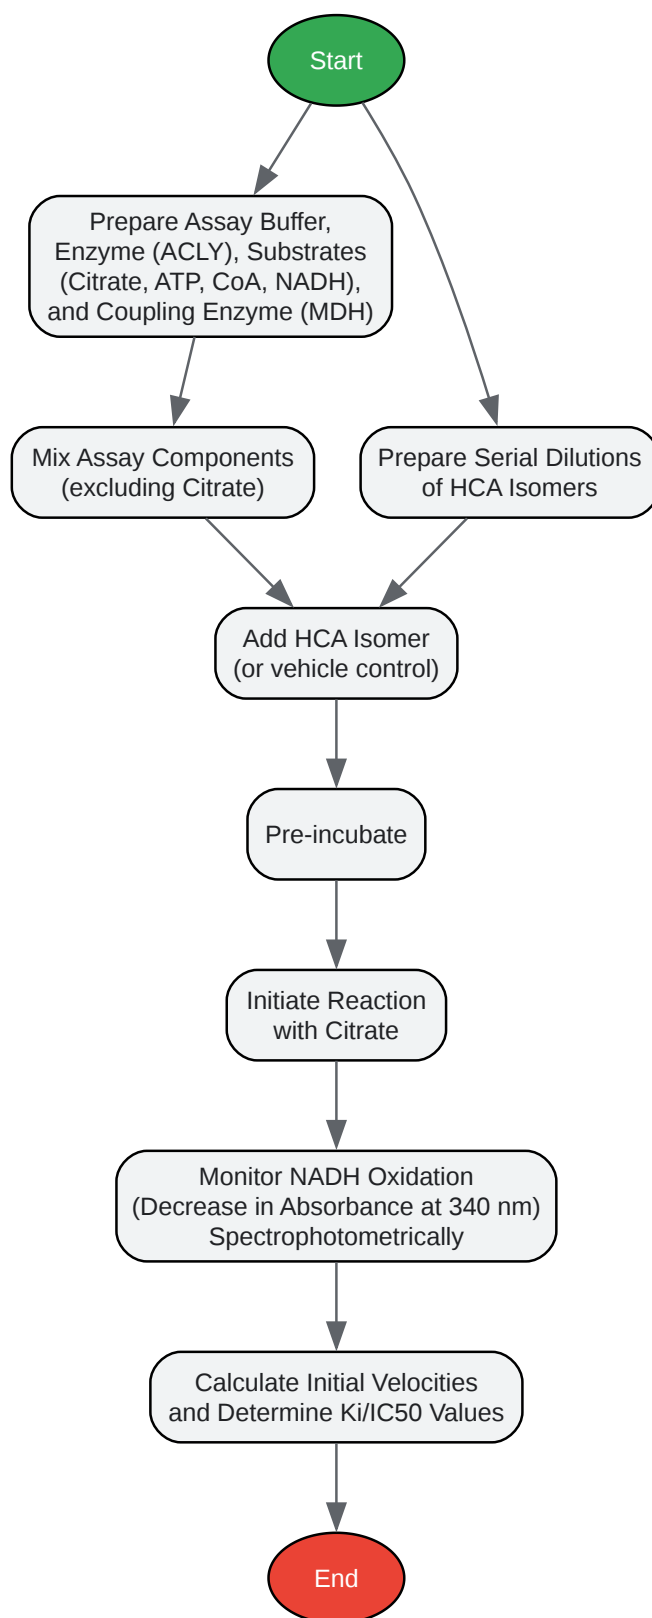 Start
Prepare Assay Buffer,
Enzyme (ACLY), Substrates
(Citrate, ATP, CoA, NADH),
and Coupling Enzyme (MDH)
Mix Assay Components
(excluding Citrate)
Prepare Serial Dilutions
of HCA Isomers
Add HCA Isomer
(or vehicle control)
Pre-incubate
Initiate Reaction
with Citrate
Monitor NADH Oxidation
(Decrease in Absorbance at 340 nm)
Spectrophotometrically
Calculate Initial Velocities
and Determine Ki/IC50 Values
End